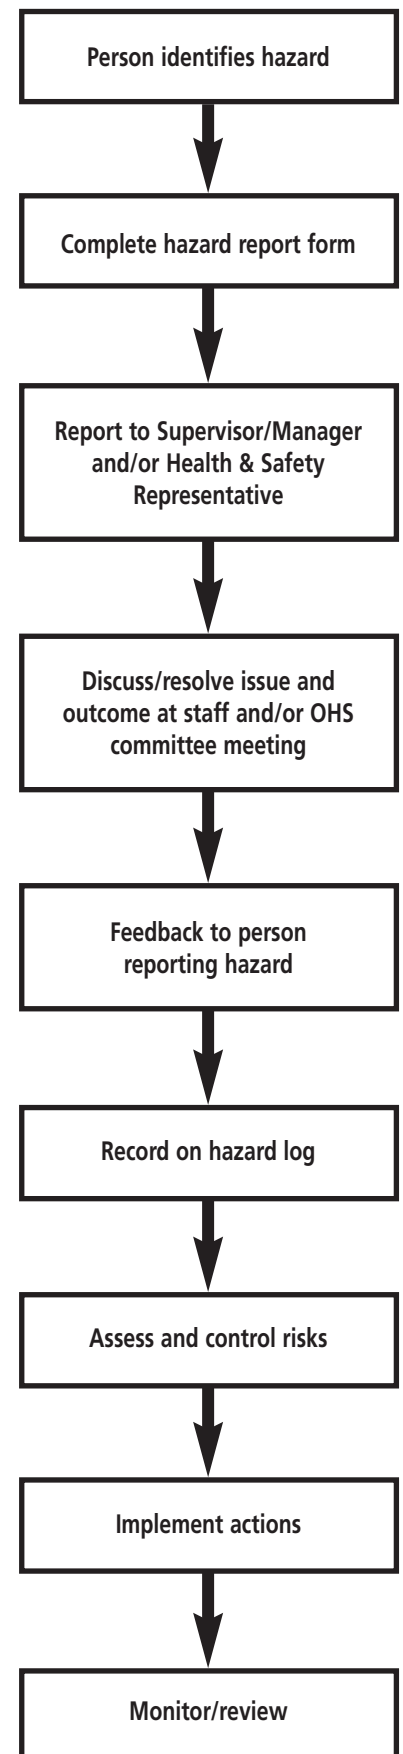 Person identifies hazard
Complete hazard report form
Report to Supervisor/Manager
and/or Health & Safety
Representative
Discuss/resolve issue and
outcome at staff and/or OHS
committee meeting
Feedback to person
reporting hazard
Record on hazard log
Assess and control risks
Implement actions
Monitor/review